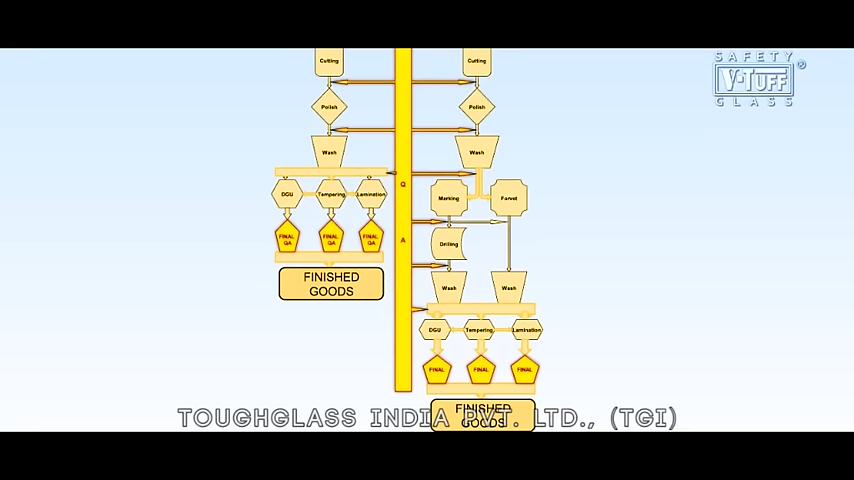 SAFETY
V-TUFF ®
GLASS
Cutting
Cutting
Polish
Polish
Wash
Wash
Q
A
DGU
Tampering
Lamination
Marking
Forvet
FINAL QA
FINAL QA
FINAL QA
Drilling
FINISHED
GOODS
Wash
Wash
DGU
Tempering
Lamination
FINAL
FINAL
FINAL
FINISHED
GOODS
TOUGHGLASS INDIA PVT. LTD., (TGI)